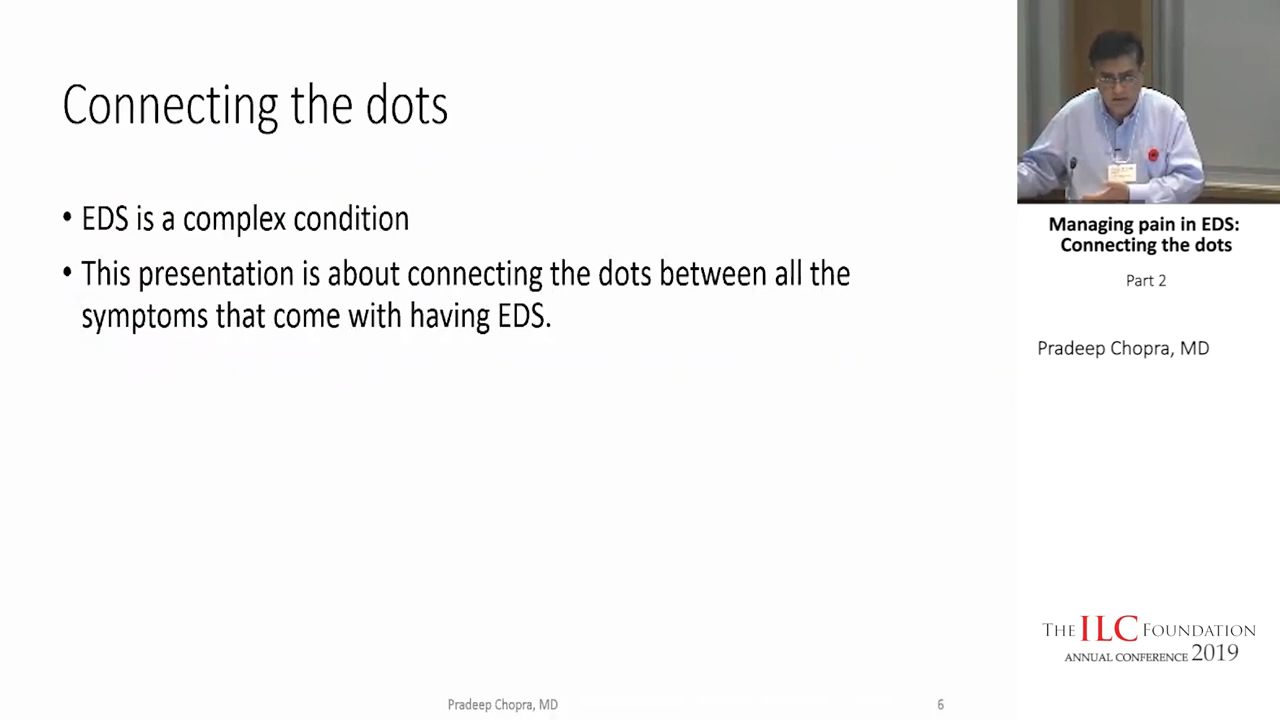 Connecting the dots
• EDS is a complex condition
• This presentation is about connecting the dots between all the
symptoms that come with having EDS.
Pradeep Chopra, MD
6
Managing pain in EDS:
Connecting the dots
Part 2
Pradeep Chopra, MD
THE ILC FOUNDATION
ANNUAL CONFERENCE 2019